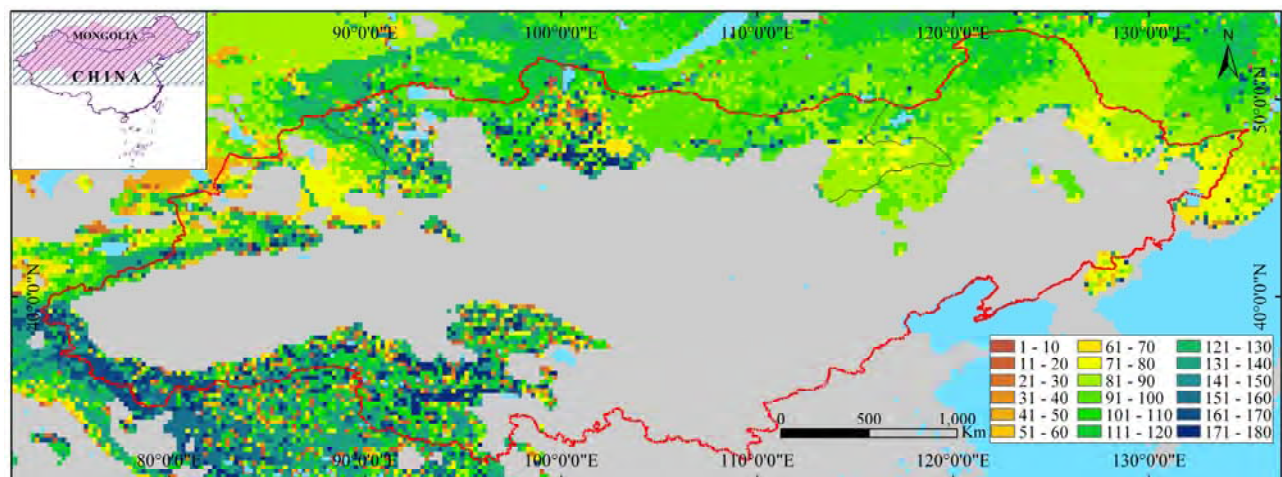 MONGOLIA
CHINA
90°0'0"E
100°0'0"E
110°0'0"E
120°0'0"E
130°0'0"E
N
50°0'0"N
40°0'0"N
40°0'0"N
1 - 10
11 - 20
21 - 30
31 - 40
41 - 50
51 - 60
61 - 70
71 - 80
81 - 90
91 - 100
101 - 110
111 - 120
121 - 130
131 - 140
141 - 150
151 - 160
161 - 170
171 - 180
0 500 1,000
Km
80°0'0"E
90°0'0"E
100°0'0"E
110°0'0"E
120°0'0"E
130°0'0"E